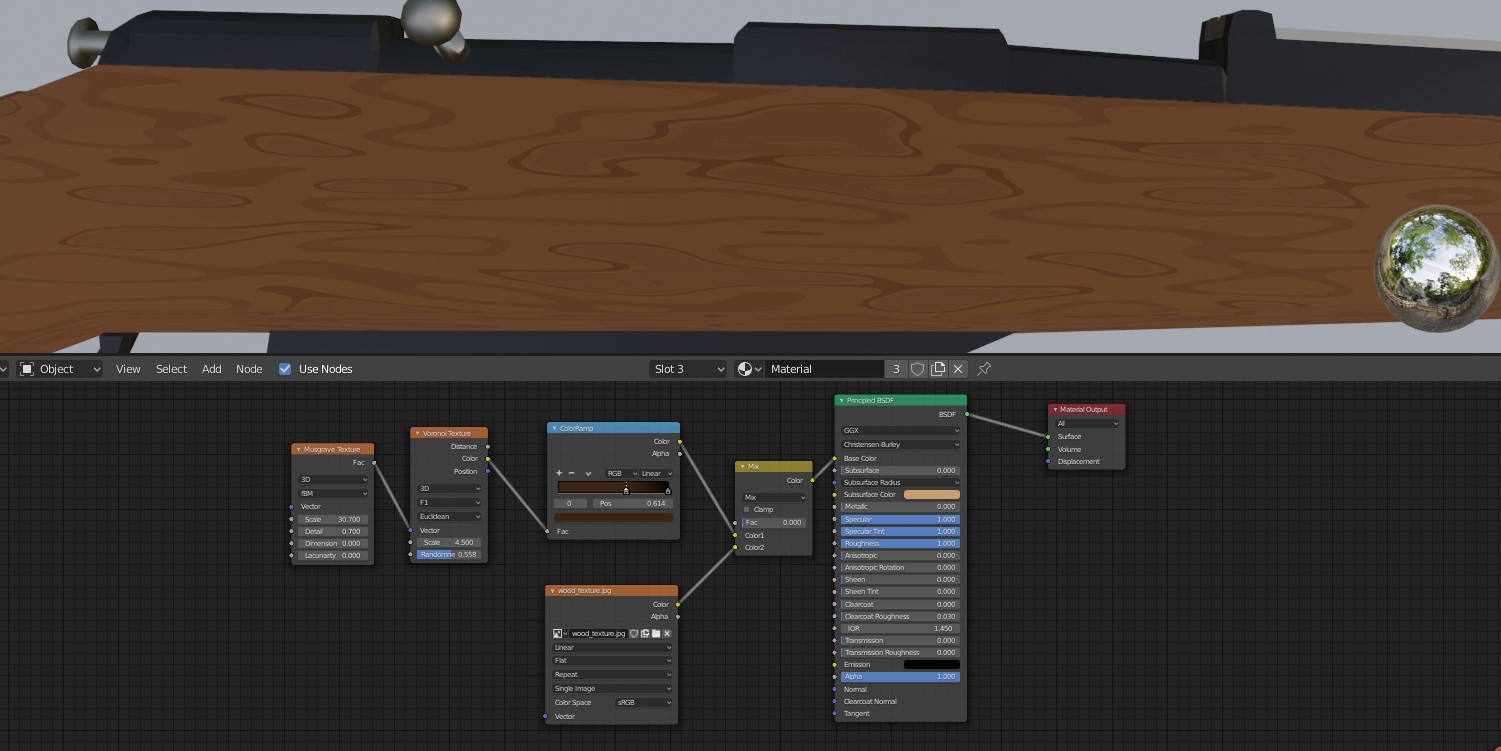 Object View Select Add Node Use Nodes Slot 3 Material 3
Musgrave Texture
Fac
3D
fBM
Vector
Scale 30.700
Detail 0.700
Dimension 0.000
Lacunarity 0.000
Voronoi Texture
Distance
Color
Position
3D
F1
Euclidean
Vector
Scale 4.500
Randomne 0.558
ColorRamp
Color
Alpha
RGB Linear
0 Pos 0.614
Fac
wood_texture.jpg
Color
Alpha
wood_texture.jpg
Linear
Flat
Repeat
Single Image
Color Space sRGB
Vector
Mix
Color
Mix
Clamp
Fac 0.000
Color1
Color2
Principled BSDF
BSDF
GGX
Christensen-Burley
Base Color
Subsurface 0.000
Subsurface Radius
Subsurface Color
Metallic 0.000
Specular 1.000
Specular Tint 1.000
Roughness 1.000
Anisotropic 0.000
Anisotropic Rotation 0.000
Sheen 0.000
Sheen Tint 0.000
Clearcoat 0.000
Clearcoat Roughness 0.030
IOR 1.450
Transmission 0.000
Transmission Roughness 0.000
Emission
Alpha 1.000
Normal
Clearcoat Normal
Tangent
Material Output
All
Surface
Volume
Displacement